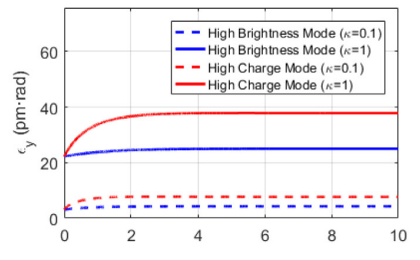 High Brightness Mode (κ=0.1)
High Brightness Mode (κ=1)
High Charge Mode (κ=0.1)
High Charge Mode (κ=1)
ϵy (pm·rad)
60
40
20
0
0 2 4 6 8 10